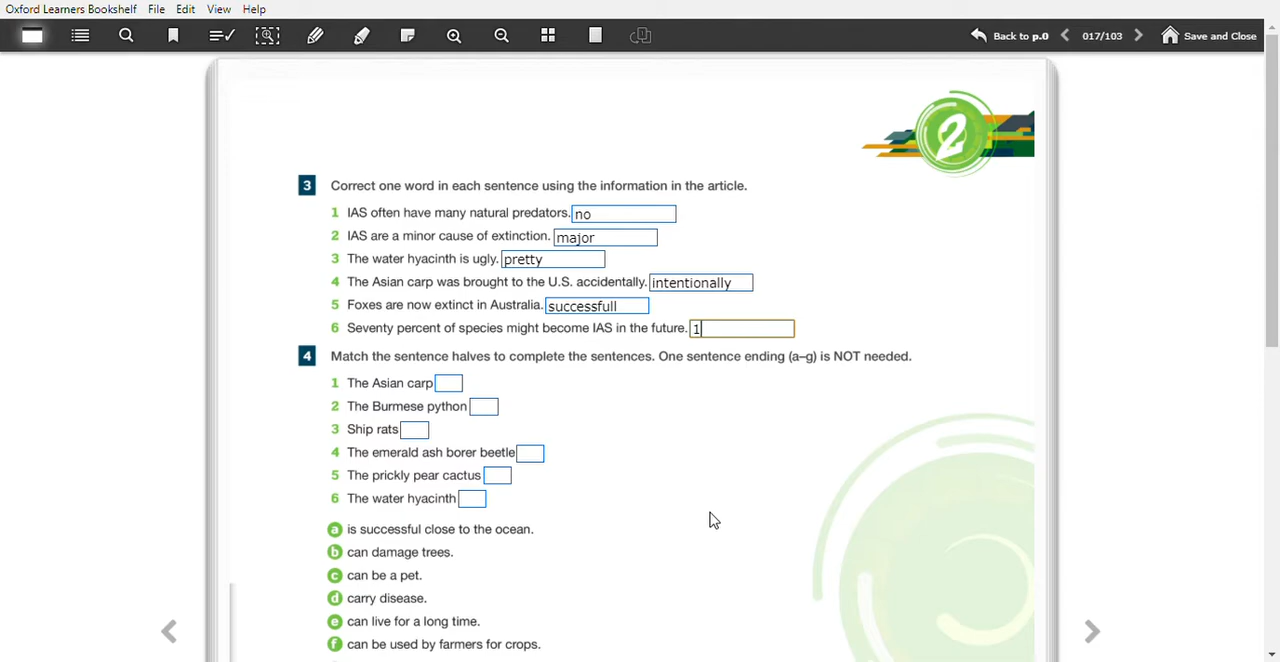 Oxford Learners Bookshelf File Edit View Help
Back to p.0 017/103 Save and Close
2
3 Correct one word in each sentence using the information in the article.
1 IAS often have many natural predators. no
2 IAS are a minor cause of extinction. major
3 The water hyacinth is ugly. pretty
4 The Asian carp was brought to the U.S. accidentally. intentionally
5 Foxes are now extinct in Australia. successfull
6 Seventy percent of species might become IAS in the future. 1
4 Match the sentence halves to complete the sentences. One sentence ending (a–g) is NOT needed.
1 The Asian carp
2 The Burmese python
3 Ship rats
4 The emerald ash borer beetle
5 The prickly pear cactus
6 The water hyacinth
a is successful close to the ocean.
b can damage trees.
c can be a pet.
d carry disease.
e can live for a long time.
f can be used by farmers for crops.